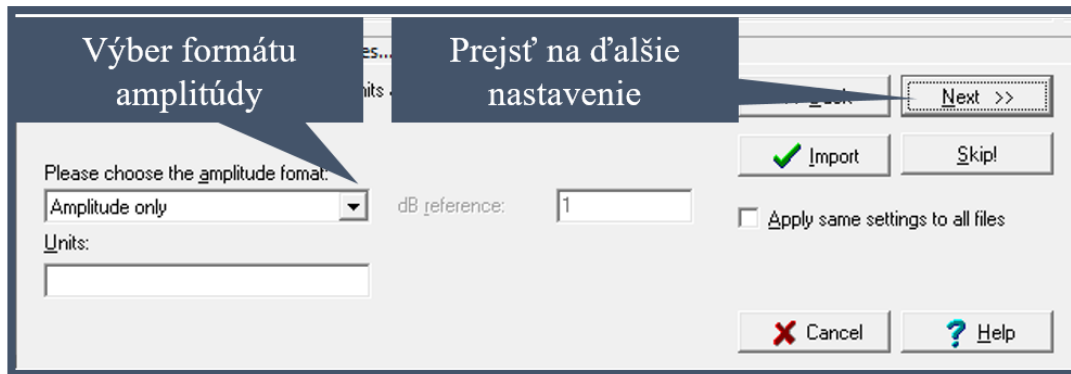 Výber formátu
amplitúdy
Prejsť na ďalšie
nastavenie
Next >>
Import
Skip!
Please choose the amplitude fomat:
Amplitude only
dB reference:
1
Apply same settings to all files
Units:
Cancel
Help